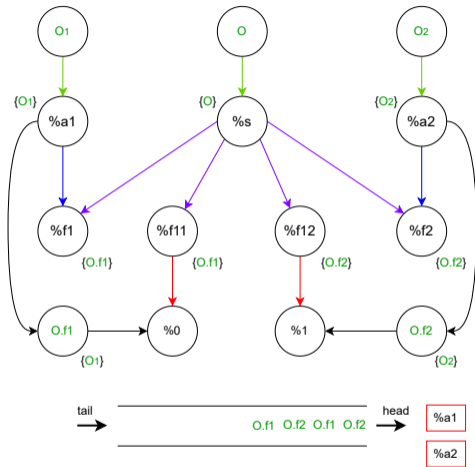 O1 O O2
{O1} {O} {O2}
%a1 %s %a2
%f1 %f11 %f12 %f2
{O.f1} {O.f1} {O.f2} {O.f2}
O.f1 %0 %1 O.f2
{O1} {O2}
tail head
O.f1 O.f2 O.f1 O.f2
%a1
%a2